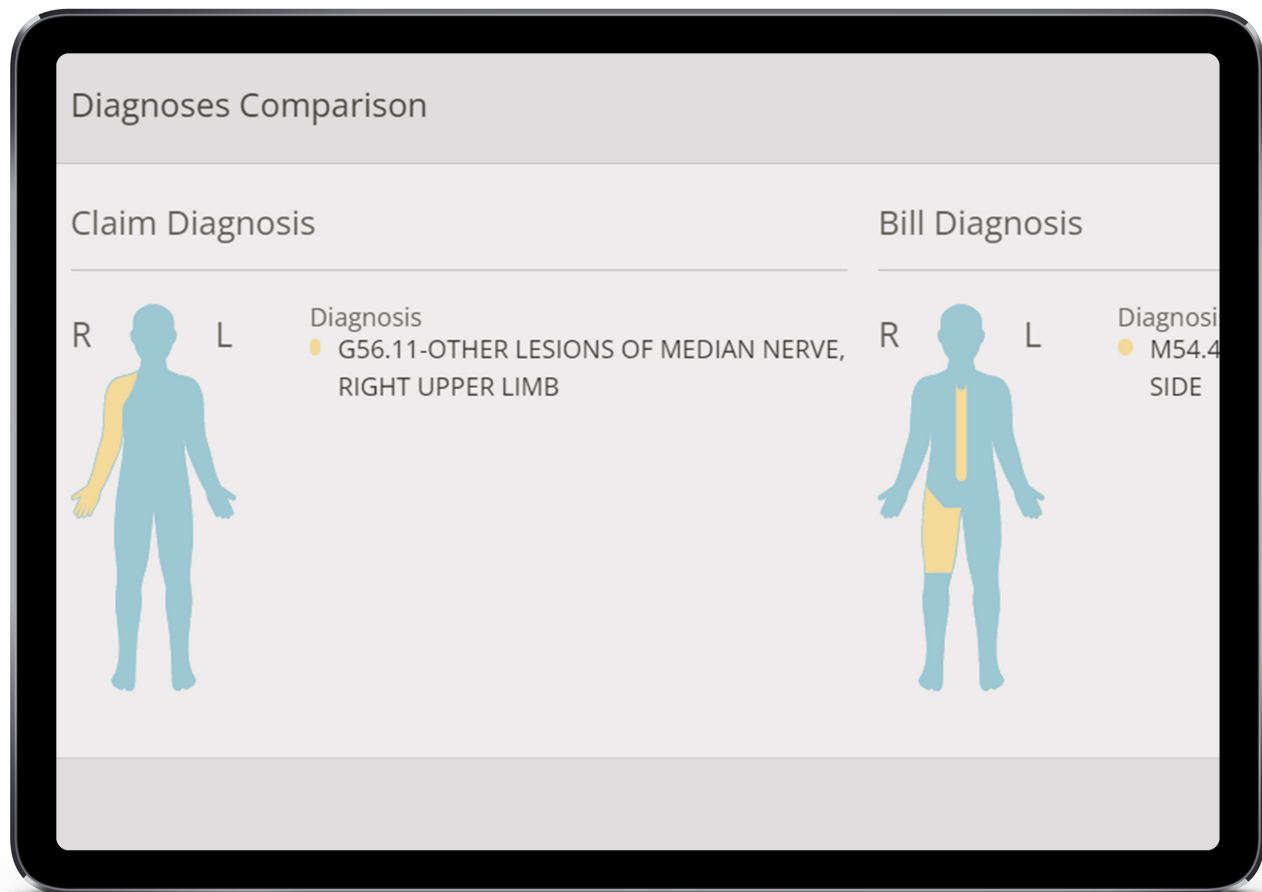 Diagnoses Comparison
Claim Diagnosis
R
L
Diagnosis
G56.11-OTHER LESIONS OF MEDIAN NERVE,
RIGHT UPPER LIMB
Bill Diagnosis
R
L
Diagnosi
M54.4
SIDE